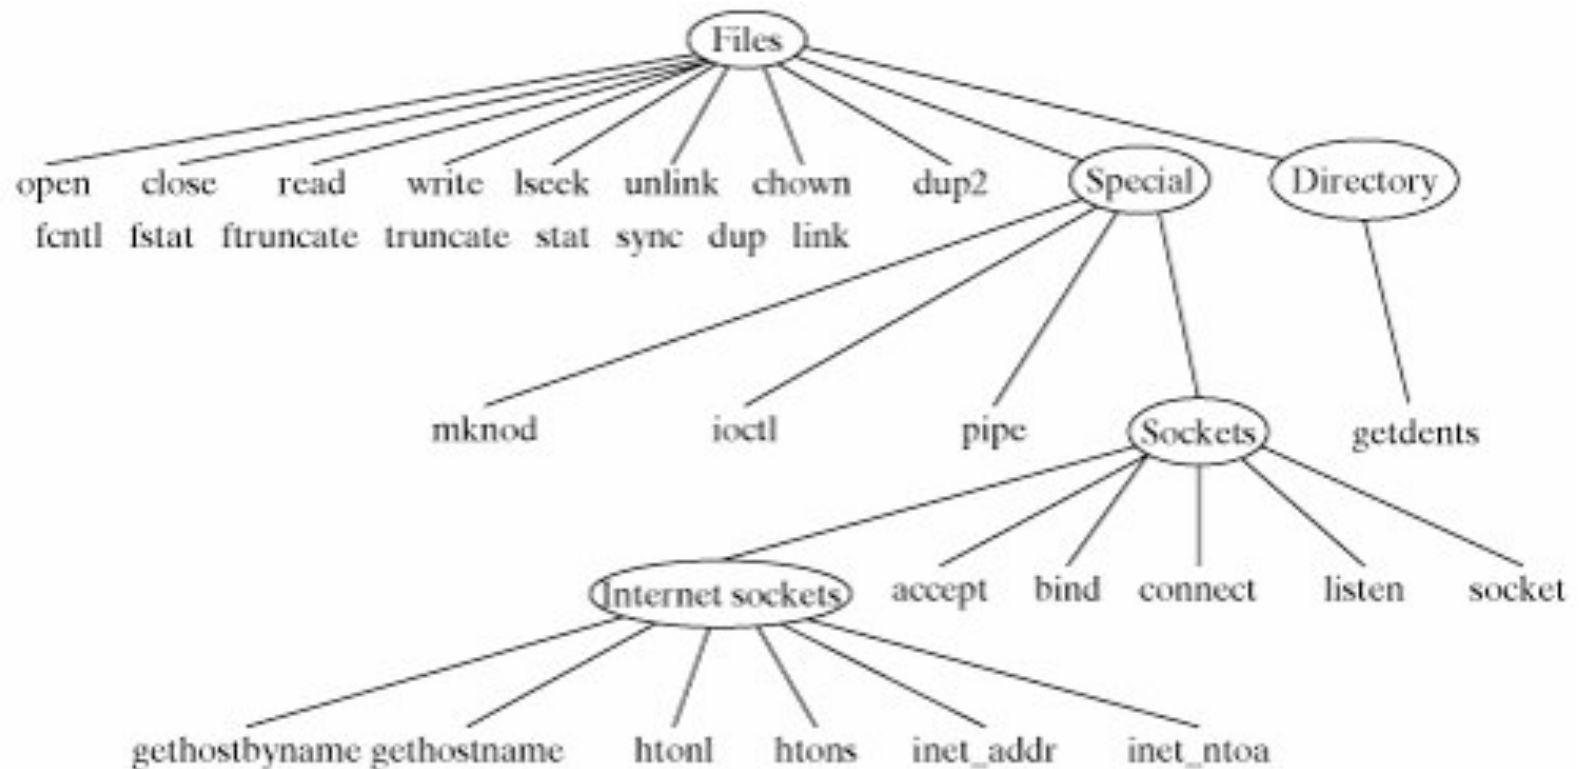 Files
open close read write lseek unlink chown dup2 Special Directory
fcntl fstat ftruncate truncate stat sync dup link
mknod ioctl pipe Sockets getdents
Internet sockets accept bind connect listen socket
gethostbyname gethostname htonl htons inet_addr inet_ntoa